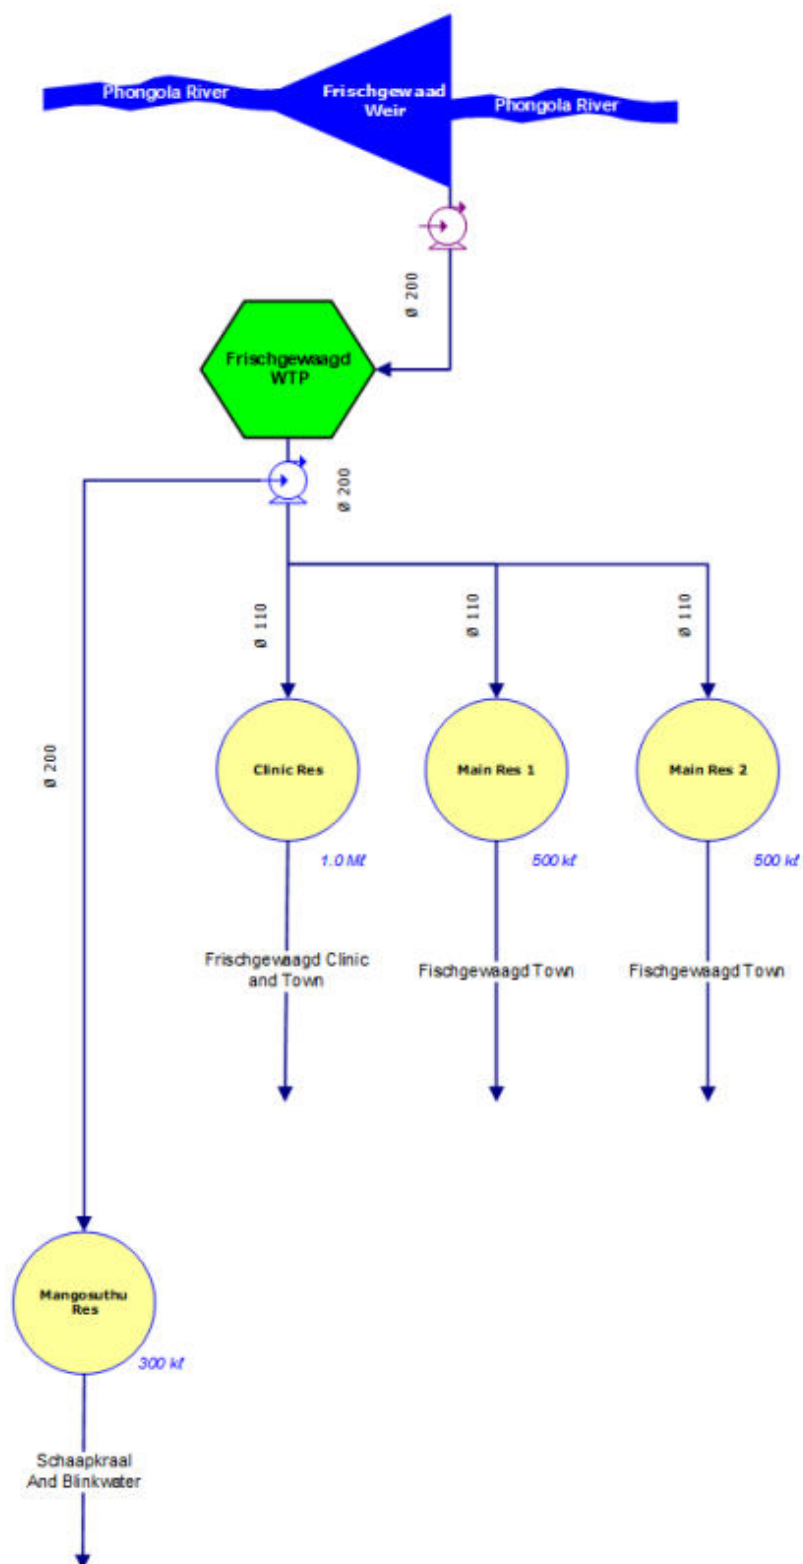 Phongola River
Frischgewaad
Weir
Phongola River
Ø 200
Frischgewaagd
WTP
Ø 200
Ø 110
Ø 110
Ø 110
Ø 200
Clinic Res
Main Res 1
Main Res 2
1.0 Mℓ
500 kℓ
500 kℓ
Frischgewaagd Clinic
and Town
Fischgewaagd Town
Fischgewaagd Town
Mangosuthu
Res
300 kℓ
Schaapkraal
And Blinkwater